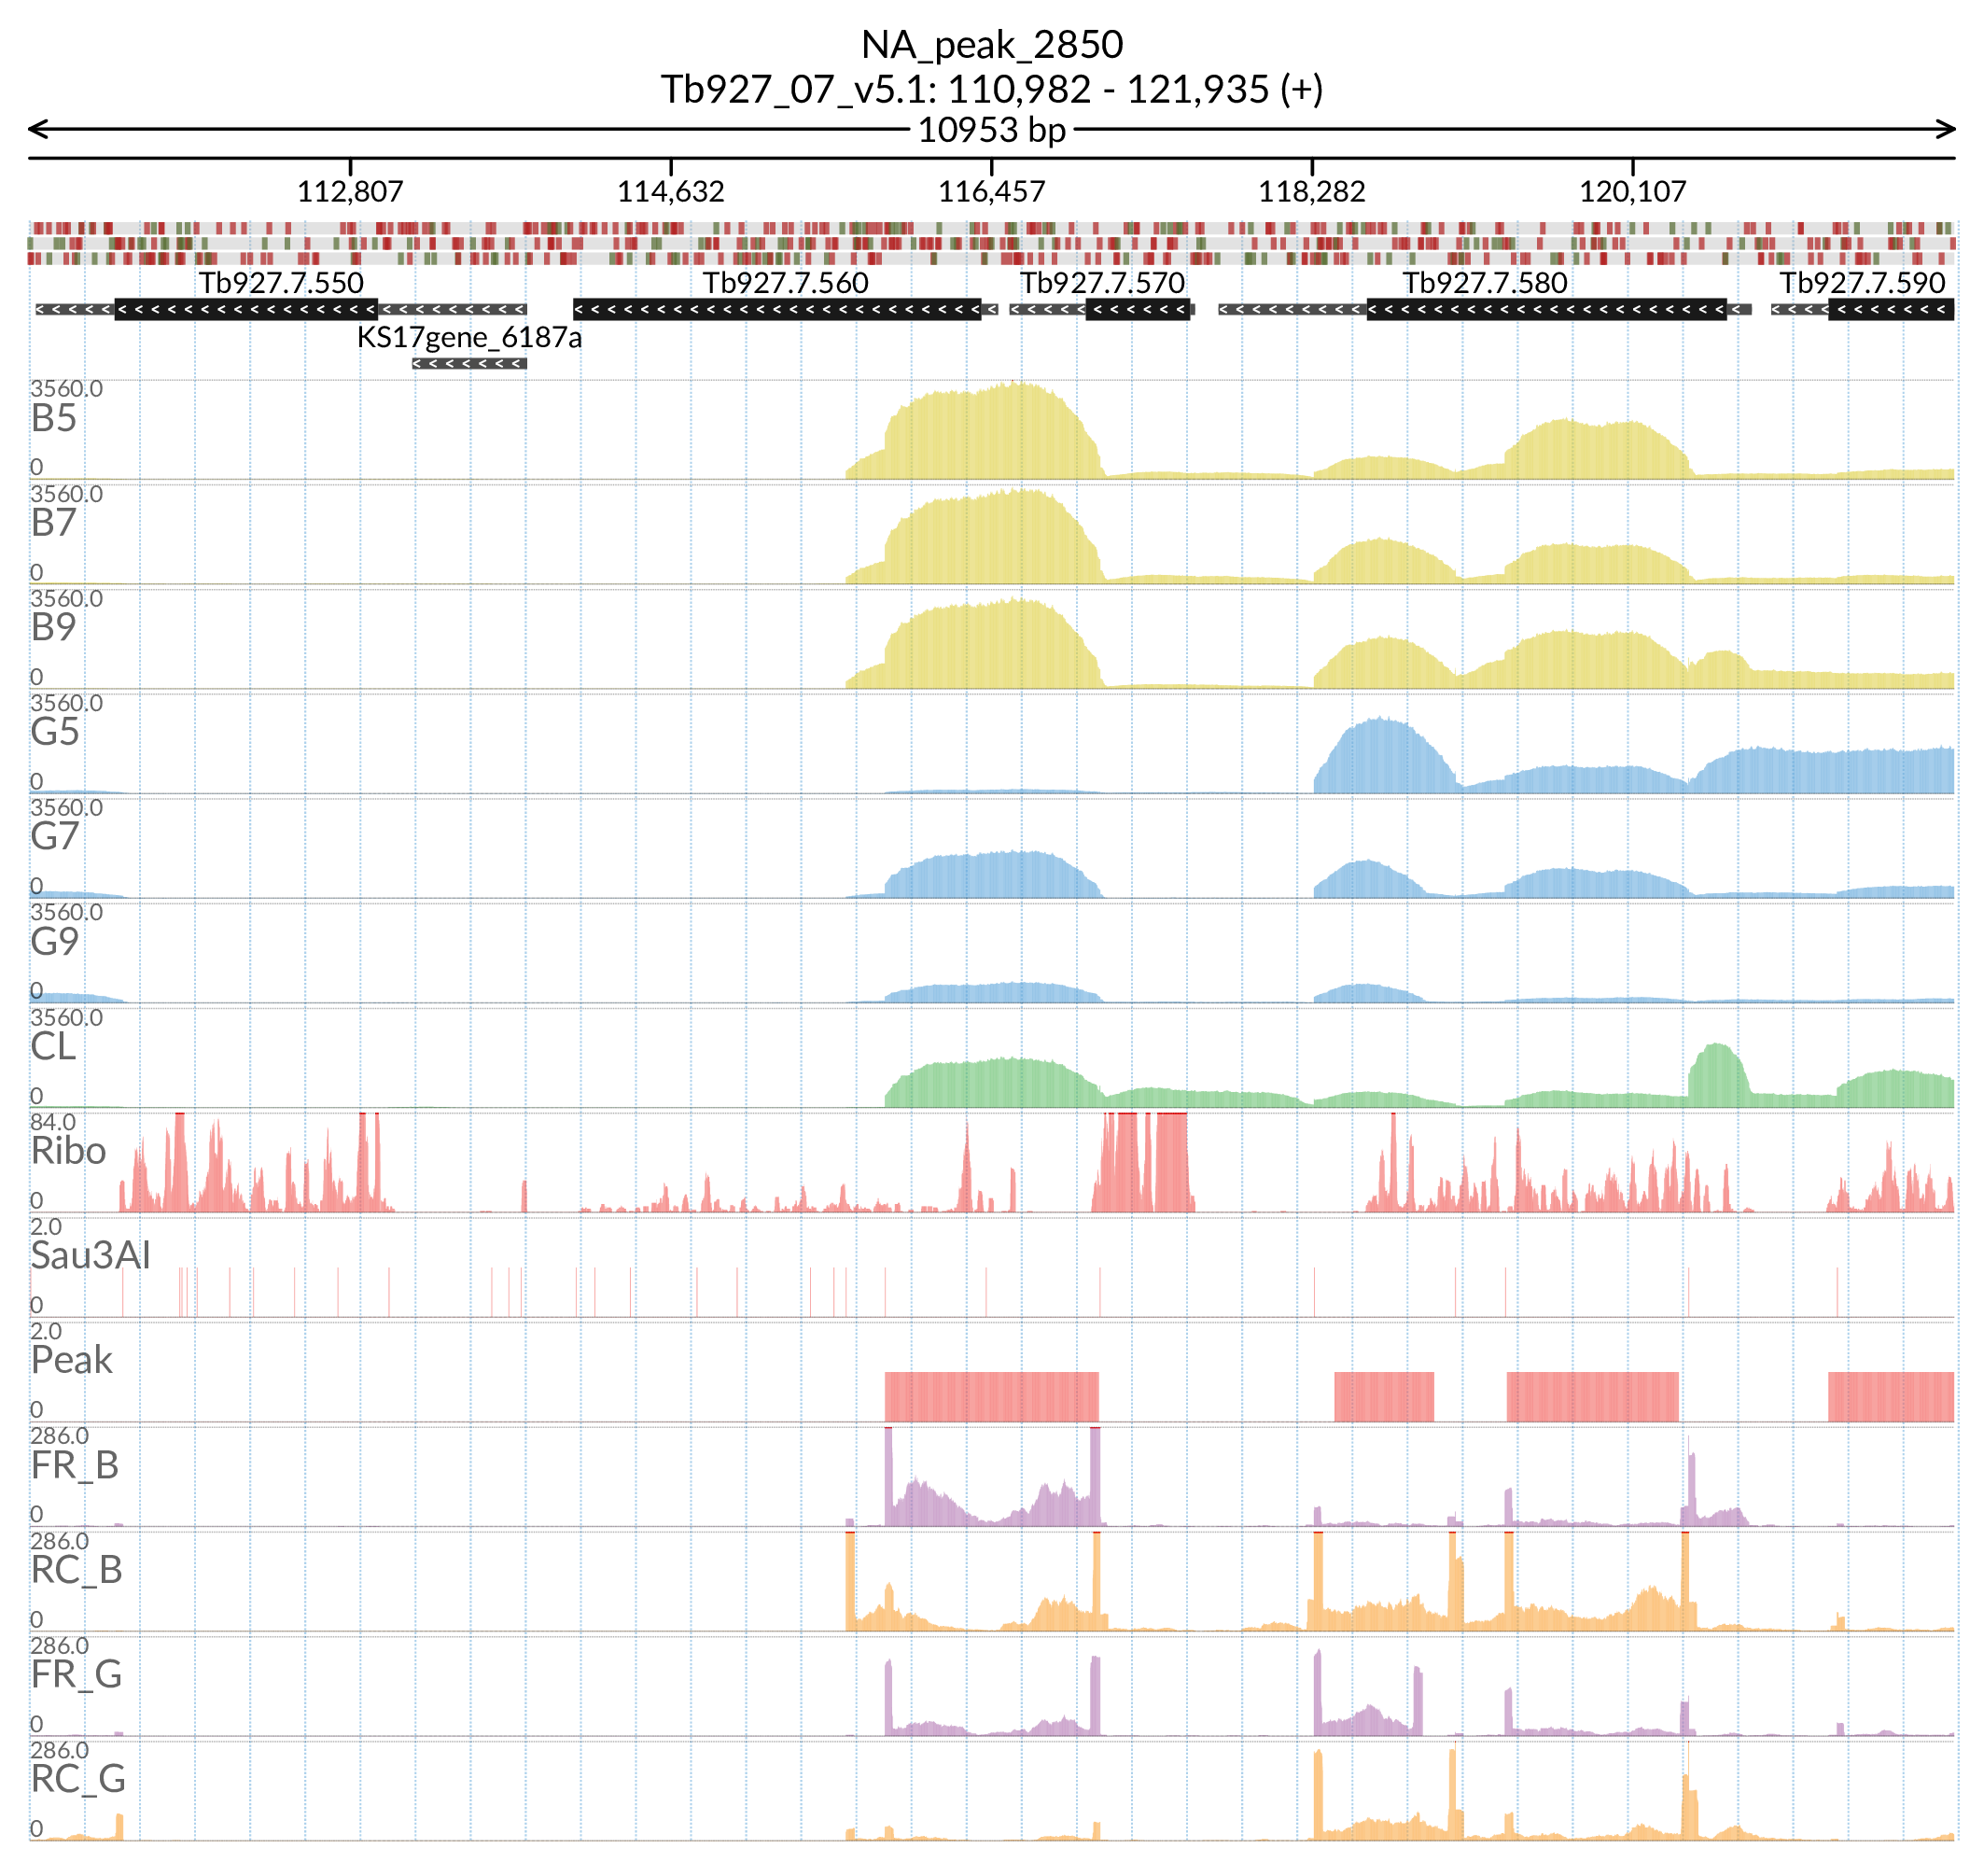 NA_peak_2850
Tb927_07_v5.1: 110,982 - 121,935 (+)
10953 bp
112,807 114,632 116,457 118,282 120,107
Tb927.7.550 Tb927.7.560 Tb927.7.570 Tb927.7.580 Tb927.7.590
KS17gene_6187a
3560.0
B5
0
3560.0
B7
0
3560.0
B9
0
3560.0
G5
0
3560.0
G7
0
3560.0
G9
0
3560.0
CL
0
84.0
Ribo
0
2.0
Sau3AI
0
2.0
Peak
0
286.0
FR_B
0
286.0
RC_B
0
286.0
FR_G
0
286.0
RC_G
0